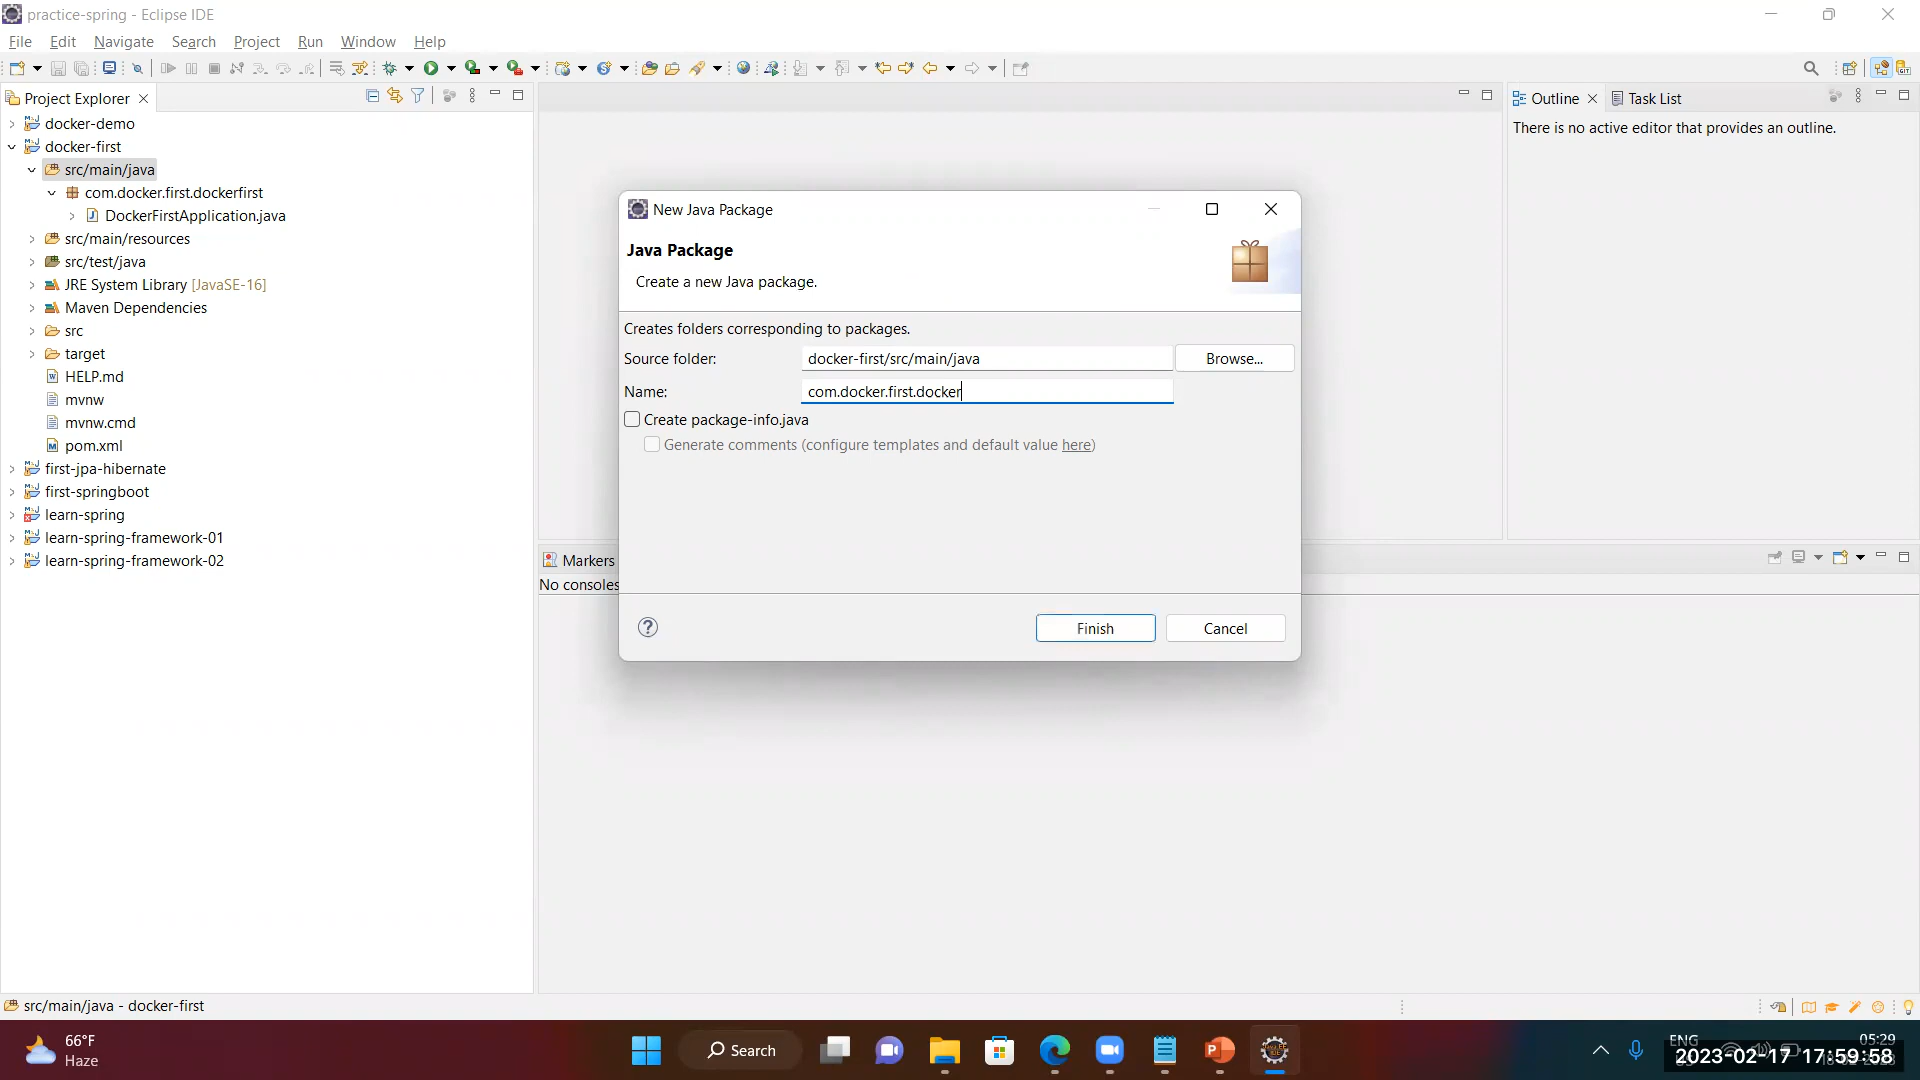 practice-spring - Eclipse IDE
File Edit Navigate Search Project Run Window Help
Project Explorer
docker-demo
docker-first
src/main/java
com.docker.first.dockerfirst
DockerFirstApplication.java
src/main/resources
src/test/java
JRE System Library [JavaSE-16]
Maven Dependencies
src
target
HELP.md
mvnw
mvnw.cmd
pom.xml
first-jpa-hibernate
first-springboot
learn-spring
learn-spring-framework-01
learn-spring-framework-02
Outline Task List
There is no active editor that provides an outline.
New Java Package
Java Package
Create a new Java package.
Creates folders corresponding to packages.
Source folder: docker-first/src/main/java Browse...
Name: com.docker.first.docker
Create package-info.java
Generate comments (configure templates and default value here)
Finish Cancel
Markers
No consoles
src/main/java - docker-first
66°F
Haze
Search
ENG
05:29
2023-02-17 17:59:58